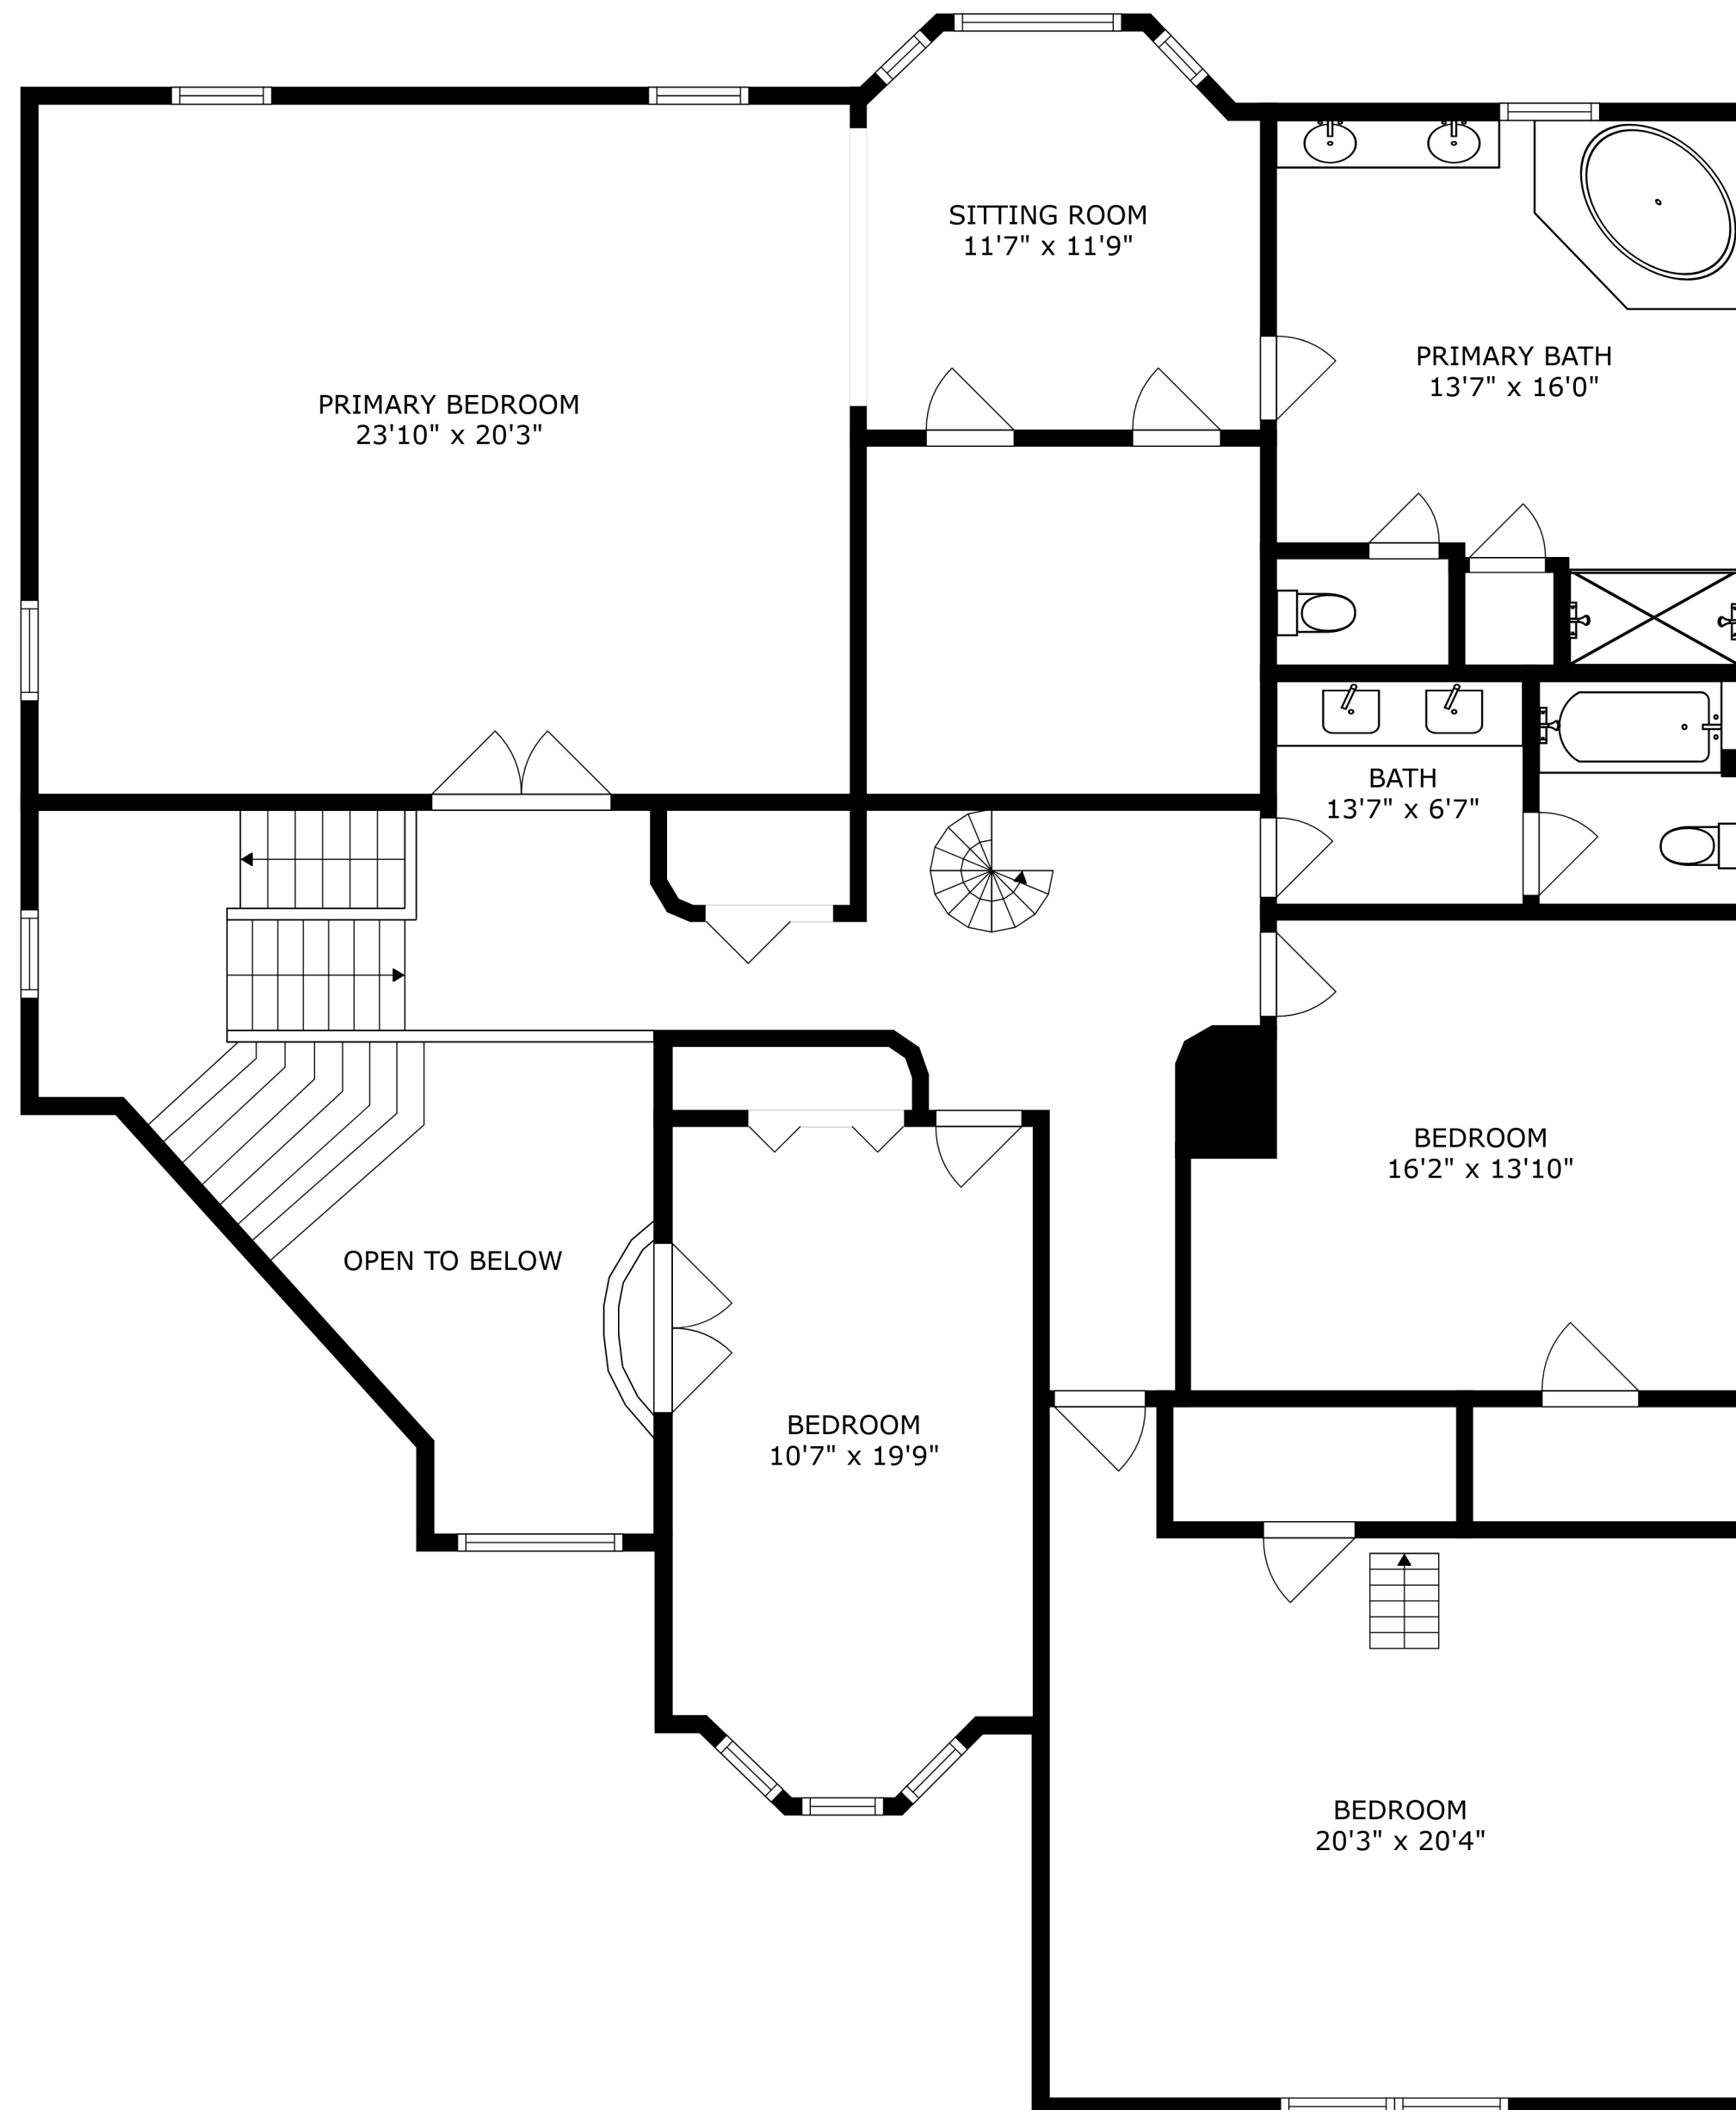 SITTING ROOM
11'7" x 11'9"
PRIMARY BATH
13'7" x 16'0"
PRIMARY BEDROOM
23'10" x 20'3"
BATH
13'7" x 6'7"
BEDROOM
16'2" x 13'10"
OPEN TO BELOW
BEDROOM
10'7" x 19'9"
BEDROOM
20'3" x 20'4"